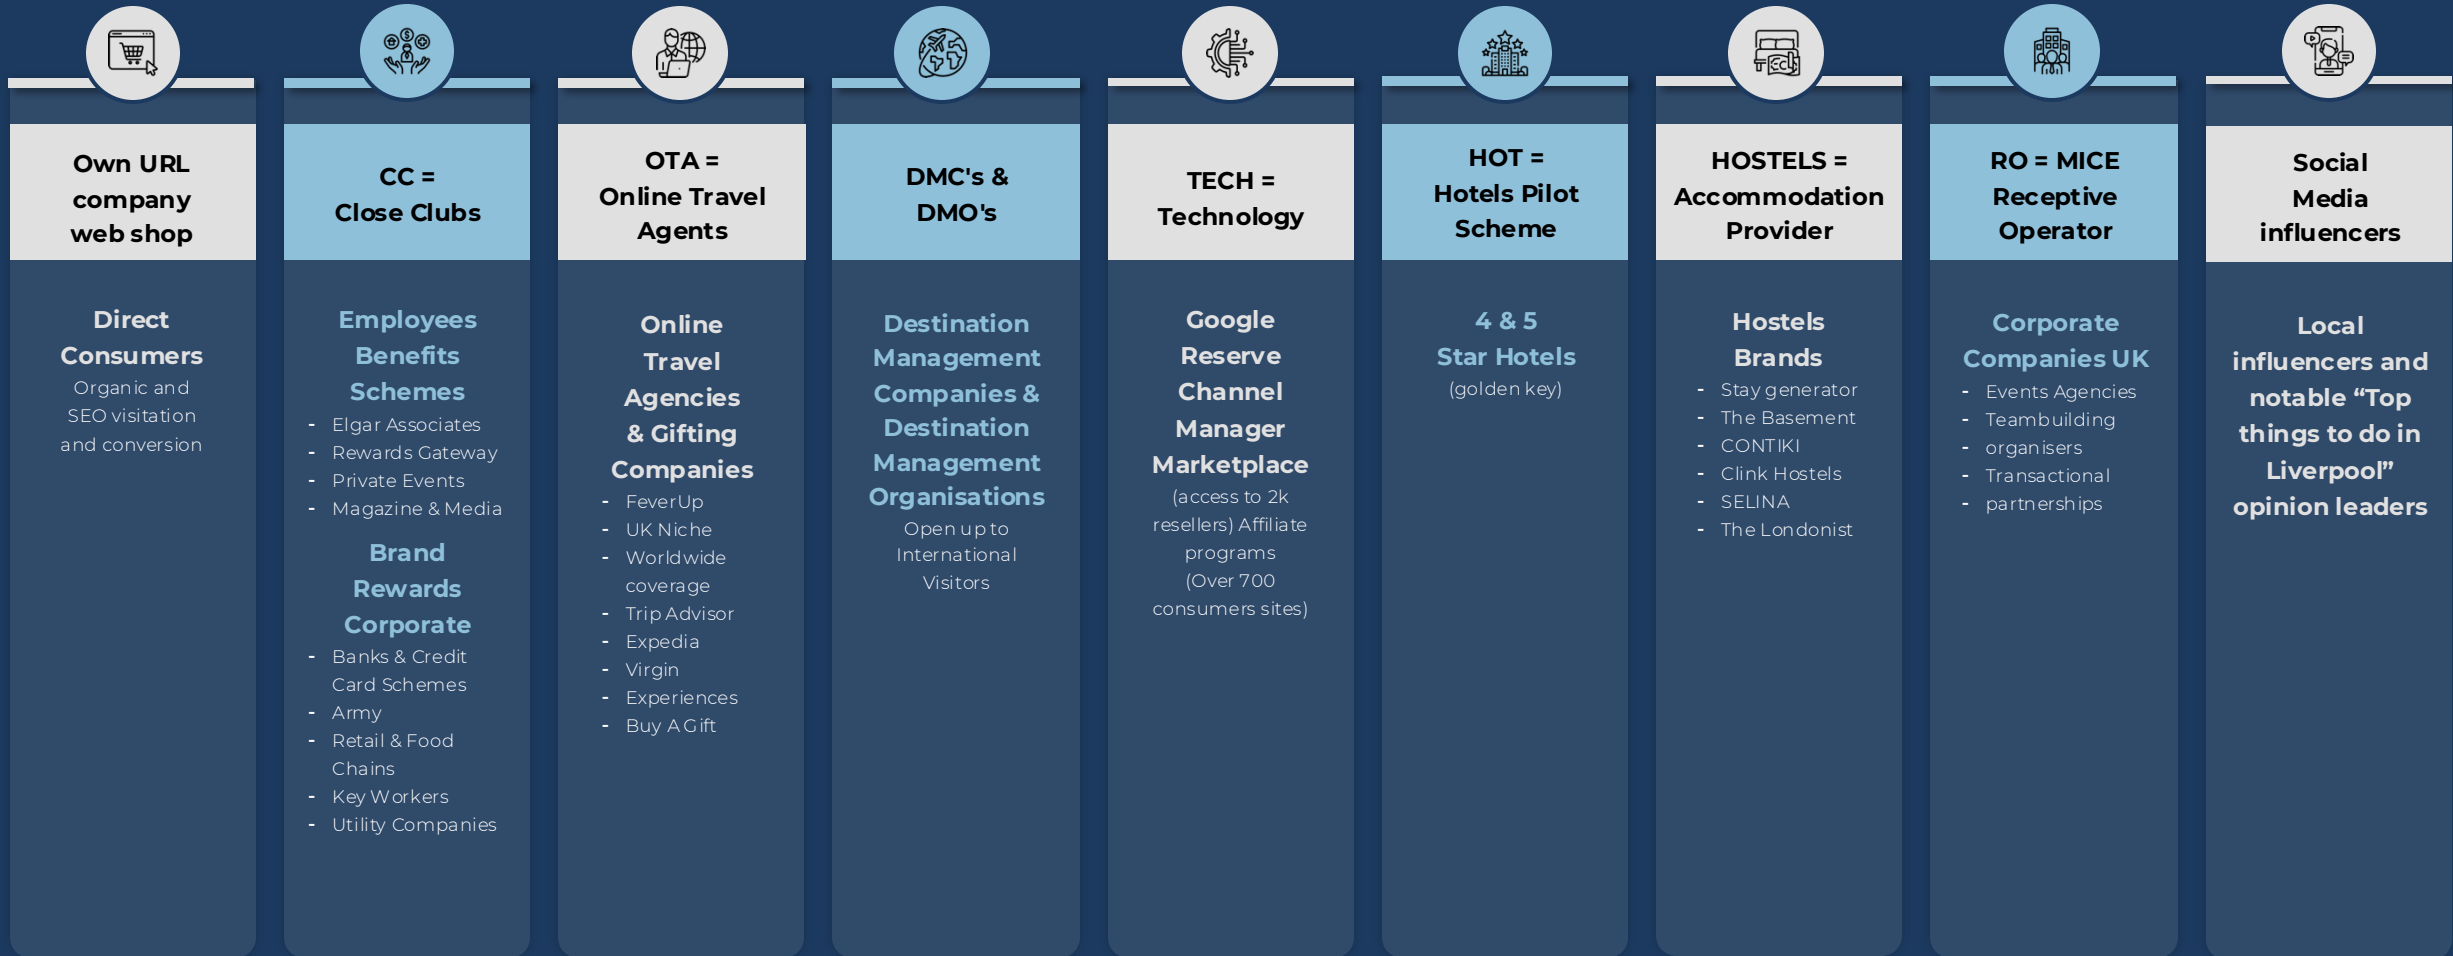 Own URL
company
web shop
Direct
Consumers
Organic and
SEO visitation
and conversion
CC =
Close Clubs
Employees
Benefits
Schemes
- Elgar Associates
- Rewards Gateway
- Private Events
- Magazine & Media
Brand
Rewards
Corporate
- Banks & Credit
Card Schemes
- Army
- Retail & Food
Chains
- Key Workers
- Utility Companies
OTA =
Online Travel
Agents
Online
Travel
Agencies
& Gifting
Companies
- FeverUp
- UK Niche
- Worldwide
coverage
- Trip Advisor
- Expedia
- Virgin
- Experiences
- Buy A Gift
DMC's &
DMO's
Destination
Management
Companies &
Destination
Management
Organisations
Open up to
International
Visitors
TECH =
Technology
Google
Reserve
Channel
Manager
Marketplace
(access to 2k
resellers) Affiliate
programs
(Over 700
consumers sites)
HOT =
Hotels Pilot
Scheme
4 & 5
Star Hotels
(golden key)
HOSTELS =
Accommodation
Provider
Hostels
Brands
- Stay generator
- The Basement
- CONTIKI
- Clink Hostels
- SELINA
- The Londonist
RO = MICE
Receptive
Operator
Corporate
Companies UK
- Events Agencies
- Teambuilding
- organisers
- Transactional
- partnerships
Social
Media
influencers
Local
influencers and
notable “Top
things to do in
Liverpool”
opinion leaders